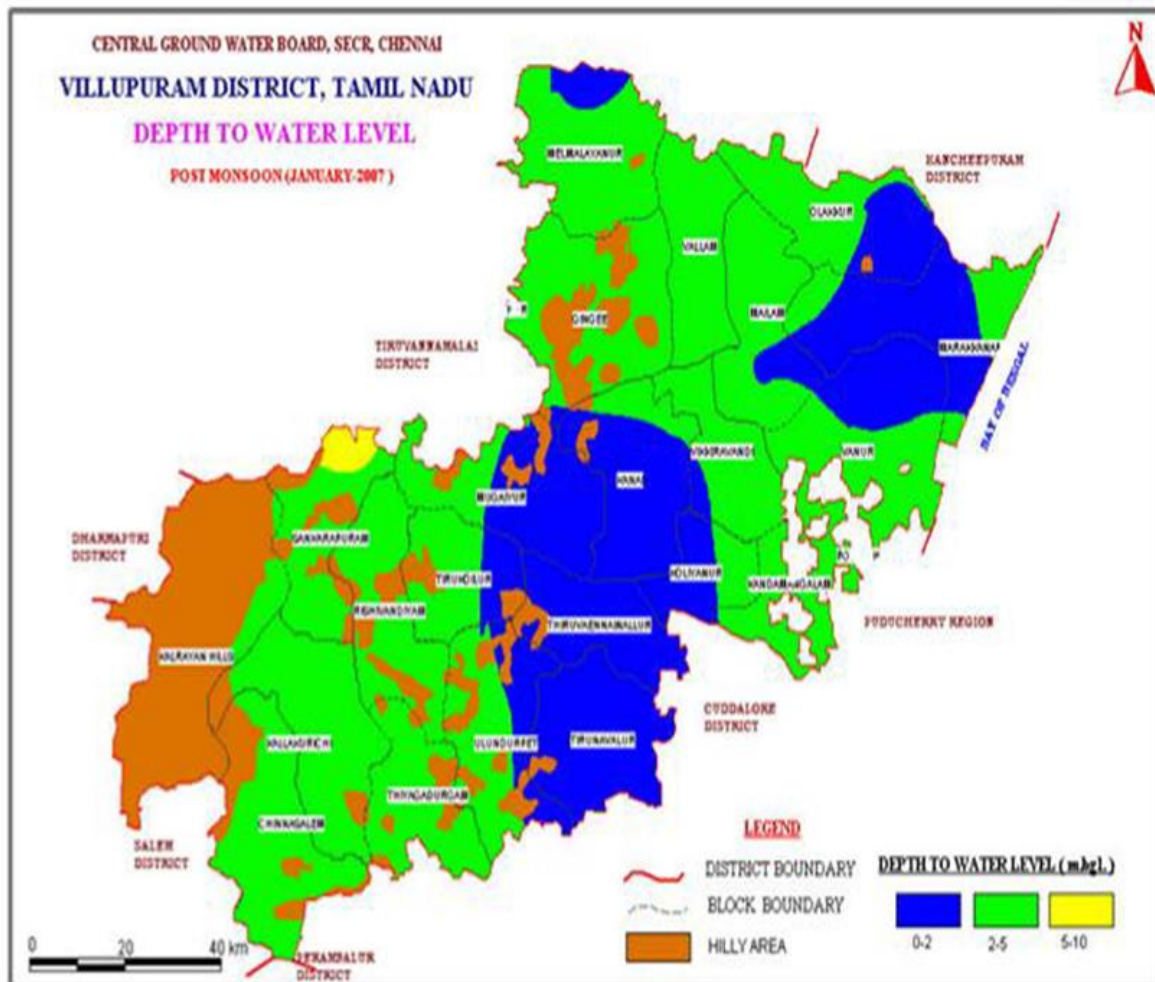 CENTRAL GROUND WATER BOARD, SECR, CHENNAI
VILLUPURAM DISTRICT, TAMIL NADU
DEPTH TO WATER LEVEL
POST MONSOON (JANUARY-2007 )
N
MELMALAYANUR
KANCHEEPURAM
DISTRICT
OLAKKUR
VALLAM
GINGEE
MAILAM
MARAKKANAM
TIRUVANNAMALAI
DISTRICT
BAY OF BENGAL
VIKKIRAVANDI
VANUR
KANAI
MUGAIYUR
DHARMAPURI
DISTRICT
SANKARAPURAM
TIRUKOILUR
KOLIYANUR
KANDAMANGALAM
RISHIVANDIYAM
THIRUVAENNAINALLUR
PUDUCHERRY REGION
KALRAYAN HILLS
CUDDALORE
DISTRICT
KALLAKURICHI
ULUNDURPET
TIRUNAVALUR
THIYAGADURGAM
CHINNASALEM
SALEM
DISTRICT
LEGEND
DISTRICT BOUNDARY
BLOCK BOUNDARY
HILLY AREA
DEPTH TO WATER LEVEL ( m.bgl. )
0-2
2-5
5-10
0
20
40 km
PERAMBALUR
DISTRICT